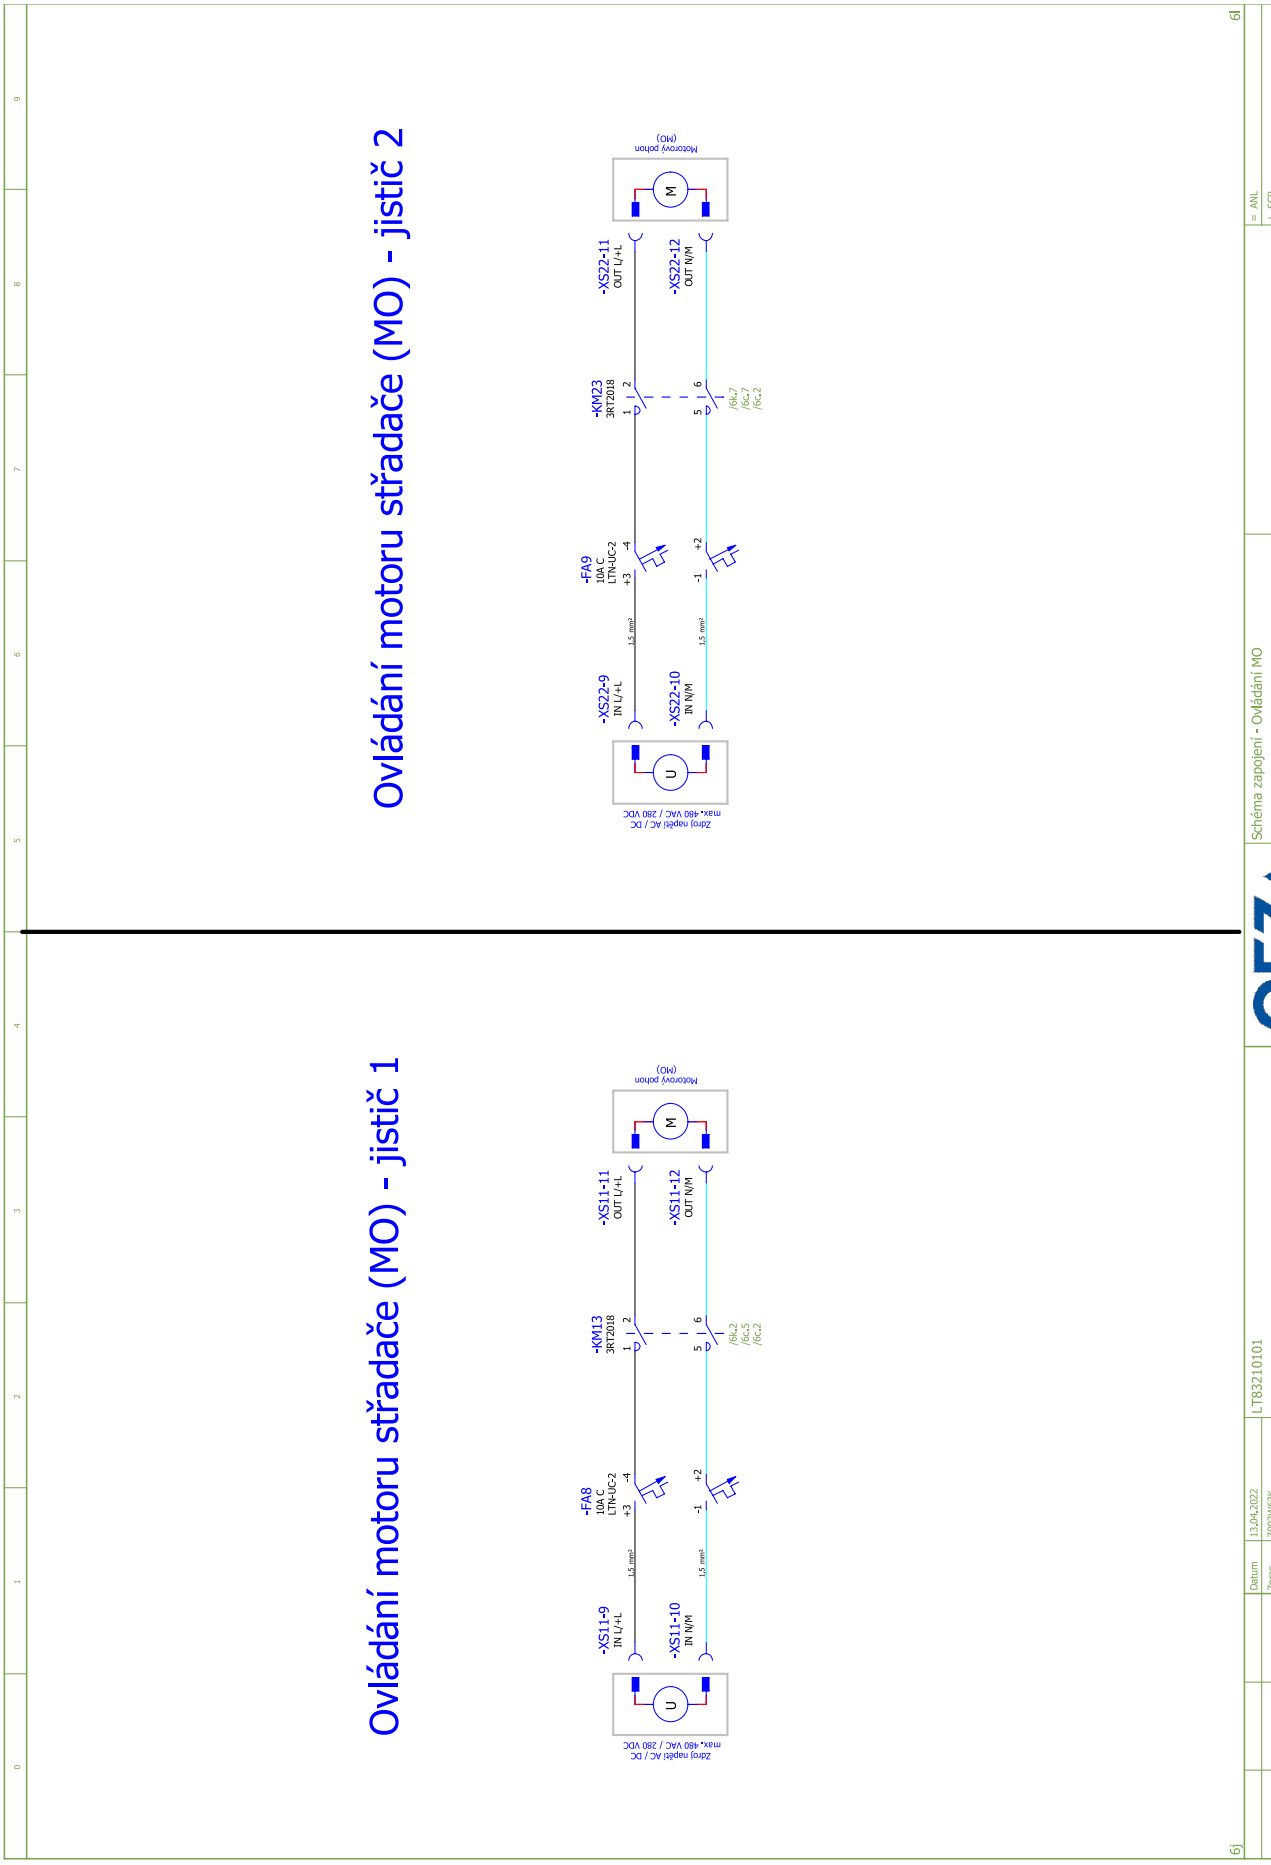 0
1
2
3
4
5
6
7
8
9
Ovládání motoru střadače (MO) - jistič 1
Zdroj napětí AC / DC
max. 480 VAC / 280 VDC
U
-XS11-9
IN L/+L
1,5 mm²
-FA8
10A C
LTN-UC-2
+3
-4
-KM13
3RT2018
1
2
-XS11-11
OUT L/+L
-XS11-10
IN N/M
1,5 mm²
-1
+2
5
6
/6k.2
/6c.5
/6c.2
-XS11-12
OUT N/M
M
Motorový pohon
(MO)
Ovládání motoru střadače (MO) - jistič 2
Zdroj napětí AC / DC
max. 480 VAC / 280 VDC
U
-XS22-9
IN L/+L
1,5 mm²
-FA9
10A C
LTN-UC-2
+3
-4
-KM23
3RT2018
1
2
-XS22-11
OUT L/+L
-XS22-10
IN N/M
1,5 mm²
-1
+2
5
6
/6k.7
/6c.7
/6c.2
-XS22-12
OUT N/M
M
Motorový pohon
(MO)
6j
6l
Datum
13.04.2022
LT83210101
Schéma zapojení - Ovládání MO
= ANL